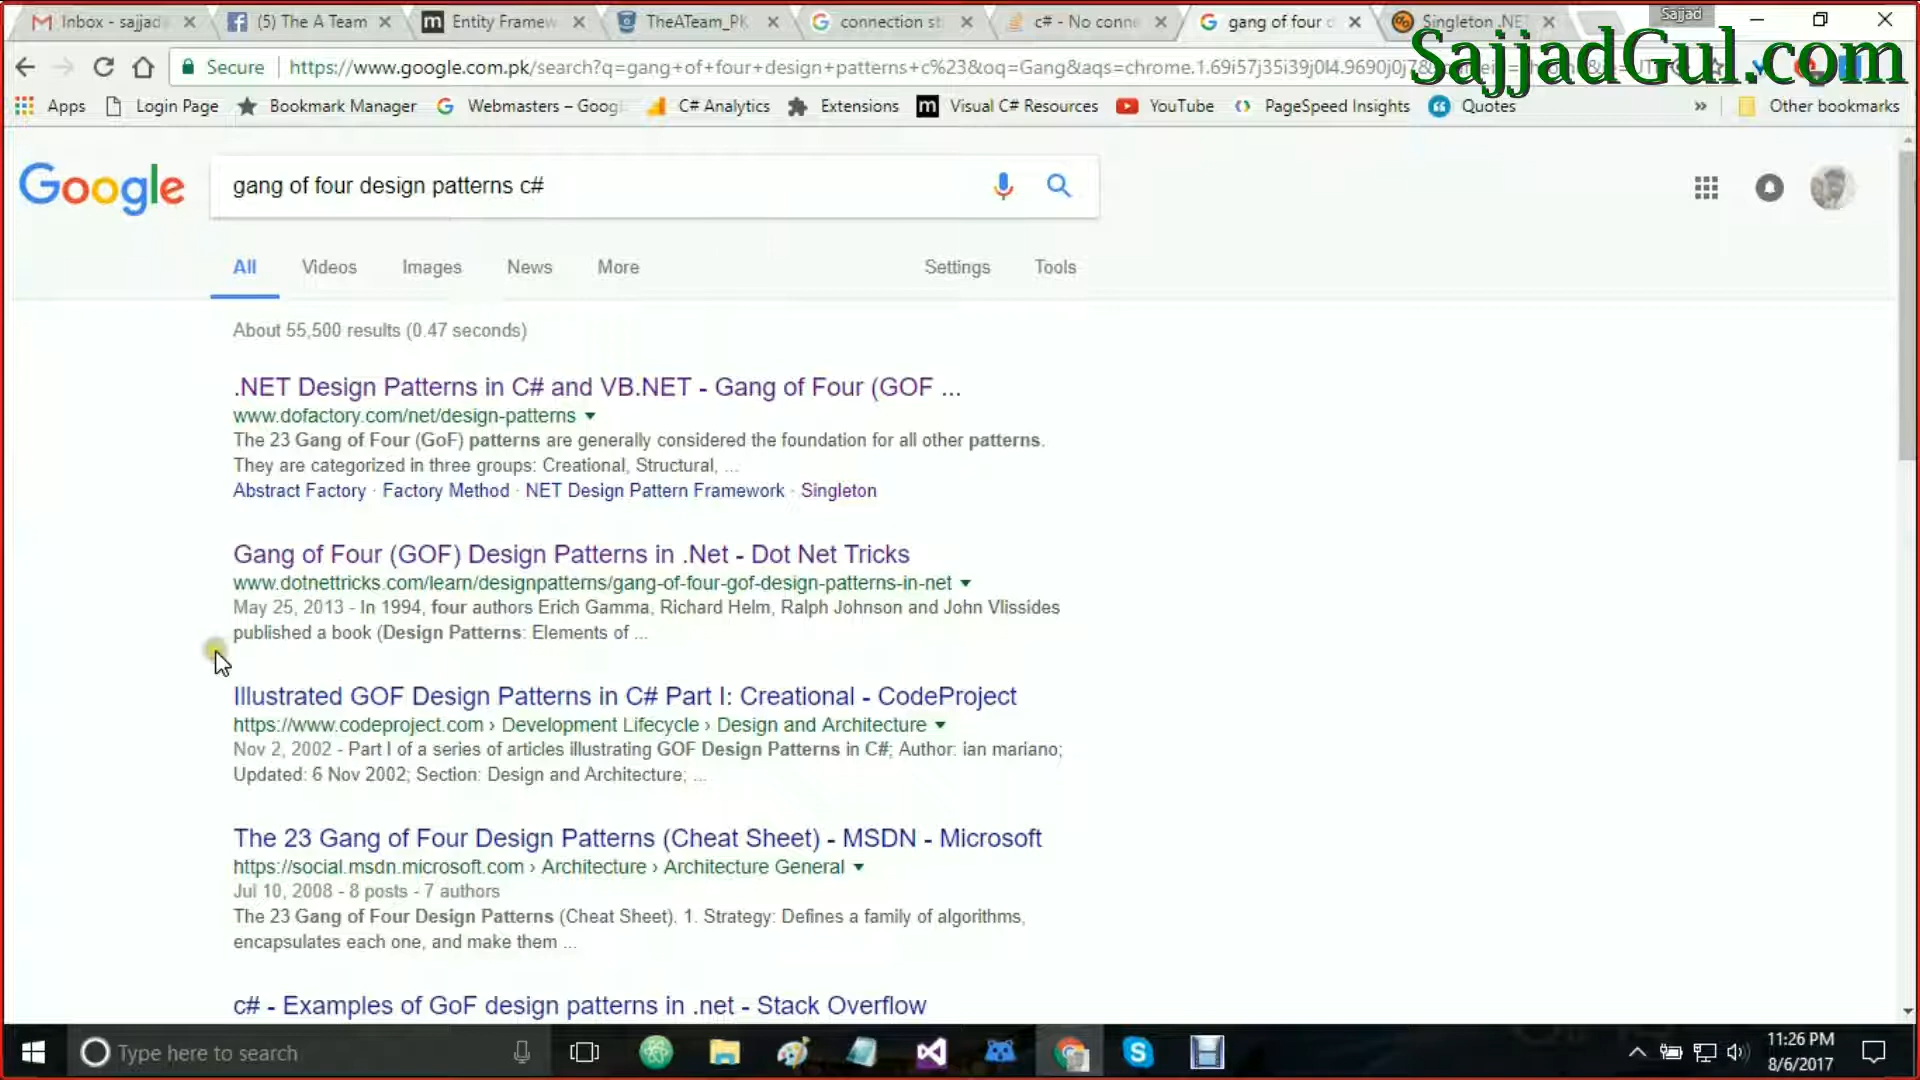 Inbox - sajjad
(5) The A Team
Entity Framew
TheATeam_PK
connection st
c# - No conn
gang of four
Singleton .NE
Sajjad
SajjadGul.com
Secure
https://www.google.com.pk/search?q=gang+of+four+design+patterns+c%23&oq=Gang&aqs=chrome.1.69i57j35i39j0l4.9690j0j7&
Apps
Login Page
Bookmark Manager
Webmasters – Goog
C# Analytics
Extensions
Visual C# Resources
YouTube
PageSpeed Insights
Quotes
»
Other bookmarks
Google
gang of four design patterns c#
All
Videos
Images
News
More
Settings
Tools
About 55,500 results (0.47 seconds)
.NET Design Patterns in C# and VB.NET - Gang of Four (GOF ...
www.dofactory.com/net/design-patterns
The 23 Gang of Four (GoF) patterns are generally considered the foundation for all other patterns.
They are categorized in three groups: Creational, Structural, ...
Abstract Factory · Factory Method · NET Design Pattern Framework · Singleton
Gang of Four (GOF) Design Patterns in .Net - Dot Net Tricks
www.dotnettricks.com/learn/designpatterns/gang-of-four-gof-design-patterns-in-net
May 25, 2013 - In 1994, four authors Erich Gamma, Richard Helm, Ralph Johnson and John Vlissides
published a book (Design Patterns: Elements of ...
Illustrated GOF Design Patterns in C# Part I: Creational - CodeProject
https://www.codeproject.com › Development Lifecycle › Design and Architecture
Nov 2, 2002 - Part I of a series of articles illustrating GOF Design Patterns in C#; Author: ian mariano;
Updated: 6 Nov 2002; Section: Design and Architecture; ...
The 23 Gang of Four Design Patterns (Cheat Sheet) - MSDN - Microsoft
https://social.msdn.microsoft.com › Architecture › Architecture General
Jul 10, 2008 - 8 posts - 7 authors
The 23 Gang of Four Design Patterns (Cheat Sheet). 1. Strategy: Defines a family of algorithms,
encapsulates each one, and make them ...
c# - Examples of GoF design patterns in .net - Stack Overflow
Type here to search
11:26 PM
8/6/2017